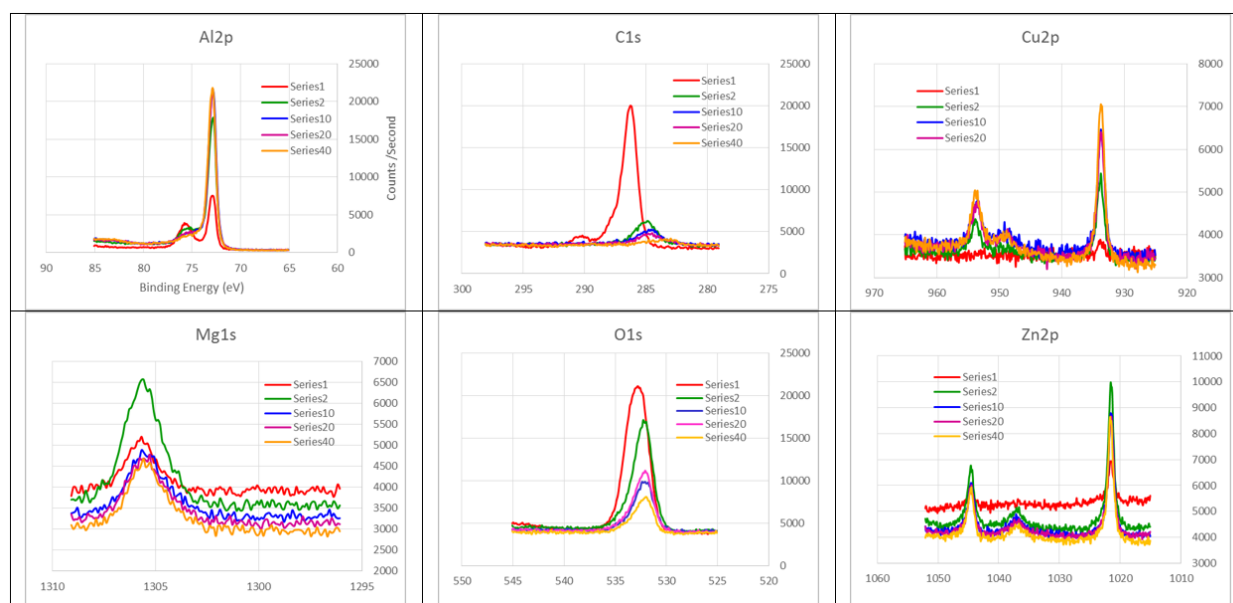 Al2p
25000
20000
15000
10000
5000
0
Counts /Second
Series1
Series2
Series10
Series20
Series40
90 85 80 75 70 65 60
Binding Energy (eV)
C1s
25000
20000
15000
10000
5000
0
Series1
Series2
Series10
Series20
Series40
300 295 290 285 280 275
Cu2p
8000
7000
6000
5000
4000
3000
Series1
Series2
Series10
Series20
970 960 950 940 930 920
Mg1s
7000
6500
6000
5500
5000
4500
4000
3500
3000
2500
2000
Series1
Series2
Series10
Series20
Series40
1310 1305 1300 1295
O1s
25000
20000
15000
10000
5000
0
Series1
Series2
Series10
Series20
Series40
550 545 540 535 530 525 520
Zn2p
11000
10000
9000
8000
7000
6000
5000
4000
3000
Series1
Series2
Series10
Series20
Series40
1060 1050 1040 1030 1020 1010